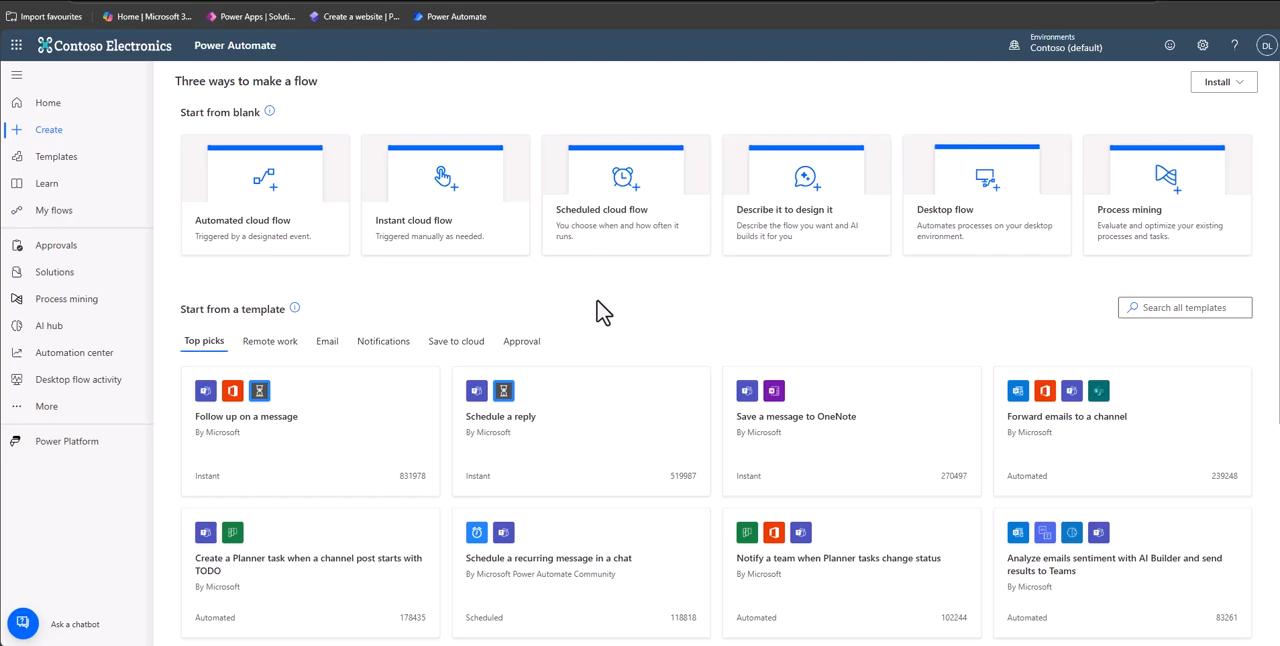 Import favourites
Home | Microsoft 3...
Power Apps | Soluti...
Create a website | P...
Power Automate
Contoso Electronics
Power Automate
Environments
Contoso (default)
DL
Home
Create
Templates
Learn
My flows
Approvals
Solutions
Process mining
AI hub
Automation center
Desktop flow activity
More
Power Platform
Ask a chatbot
Three ways to make a flow
Install
Start from blank
Automated cloud flow
Triggered by a designated event.
Instant cloud flow
Triggered manually as needed.
Scheduled cloud flow
You choose when and how often it
runs.
Describe it to design it
Describe the flow you want and AI
builds it for you
Desktop flow
Automates processes on your desktop
environment.
Process mining
Evaluate and optimize your existing
processes and tasks.
Start from a template
Search all templates
Top picks
Remote work
Email
Notifications
Save to cloud
Approval
Follow up on a message
By Microsoft
Instant
831978
Schedule a reply
By Microsoft
Instant
519987
Save a message to OneNote
By Microsoft
Instant
270497
Forward emails to a channel
By Microsoft
Automated
239248
Create a Planner task when a channel post starts with
TODO
By Microsoft
Automated
178435
Schedule a recurring message in a chat
By Microsoft Power Automate Community
Scheduled
118818
Notify a team when Planner tasks change status
By Microsoft
Automated
102244
Analyze emails sentiment with AI Builder and send
results to Teams
By Microsoft
Automated
83261